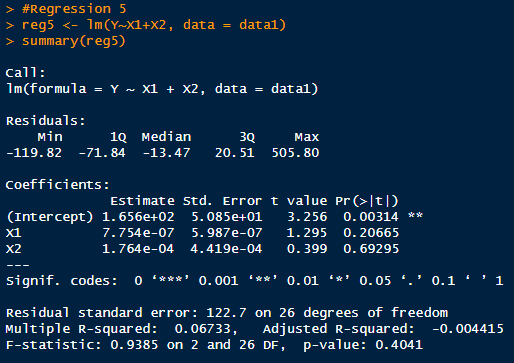 > #Regression 5
> reg5 <- lm(Y~X1+X2, data = data1)
> summary(reg5)
Call:
lm(formula = Y ~ X1 + X2, data = data1)
Residuals:
Min 1Q Median 3Q Max
-119.82 -71.84 -13.47 20.51 505.80
Coefficients:
Estimate Std. Error t value Pr(>|t|)
(Intercept) 1.656e+02 5.085e+01 3.256 0.00314 **
X1 7.754e-07 5.987e-07 1.295 0.20665
X2 1.764e-04 4.419e-04 0.399 0.69295
---
Signif. codes: 0 ‘***’ 0.001 ‘**’ 0.01 ‘*’ 0.05 ‘.’ 0.1 ‘ ’ 1
Residual standard error: 122.7 on 26 degrees of freedom
Multiple R-squared: 0.06733, Adjusted R-squared: -0.004415
F-statistic: 0.9385 on 2 and 26 DF, p-value: 0.4041